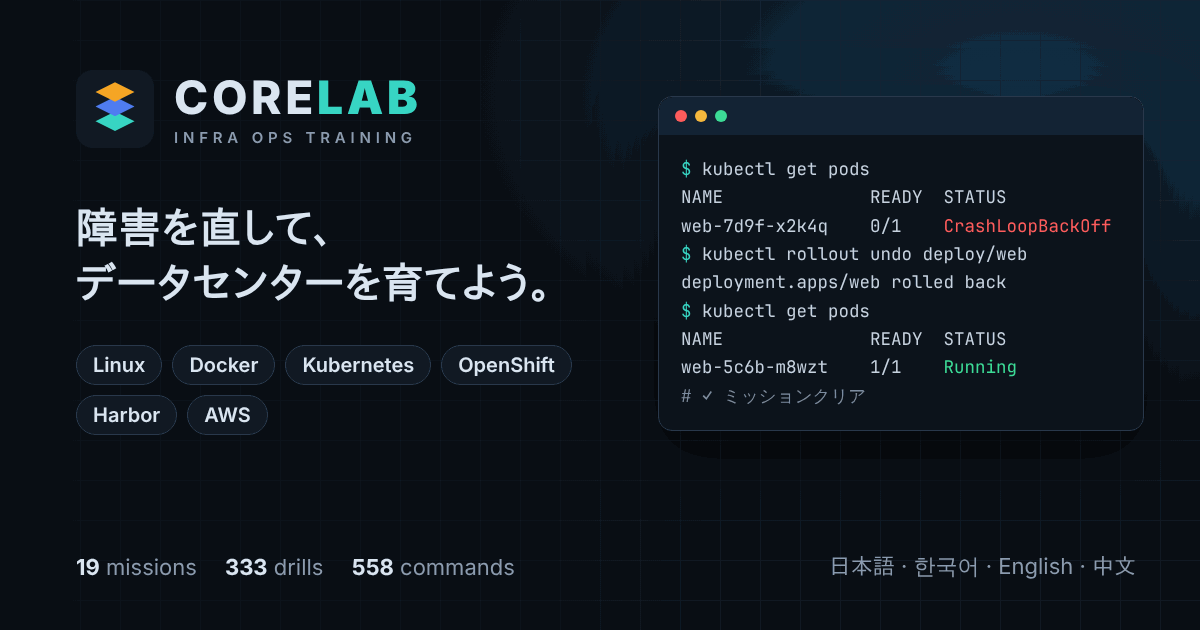 CORELAB
INFRA OPS TRAINING
障害を直して、
データセンターを育てよう。
Linux Docker Kubernetes OpenShift
Harbor AWS
$ kubectl get pods
NAME READY STATUS
web-7d9f-x2k4q 0/1 CrashLoopBackOff
$ kubectl rollout undo deploy/web
deployment.apps/web rolled back
$ kubectl get pods
NAME READY STATUS
web-5c6b-m8wzt 1/1 Running
# ✓ ミッションクリア
19 missions 333 drills 558 commands
日本語 · 한국어 · English · 中文